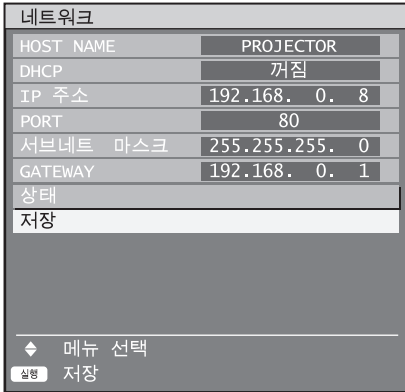 네트워크
HOST NAME PROJECTOR
DHCP 꺼짐
IP 주소 192.168. 0. 8
PORT 80
서브네트 마스크 255.255.255. 0
GATEWAY 192.168. 0. 1
상태
저장
메뉴 선택
실행 저장